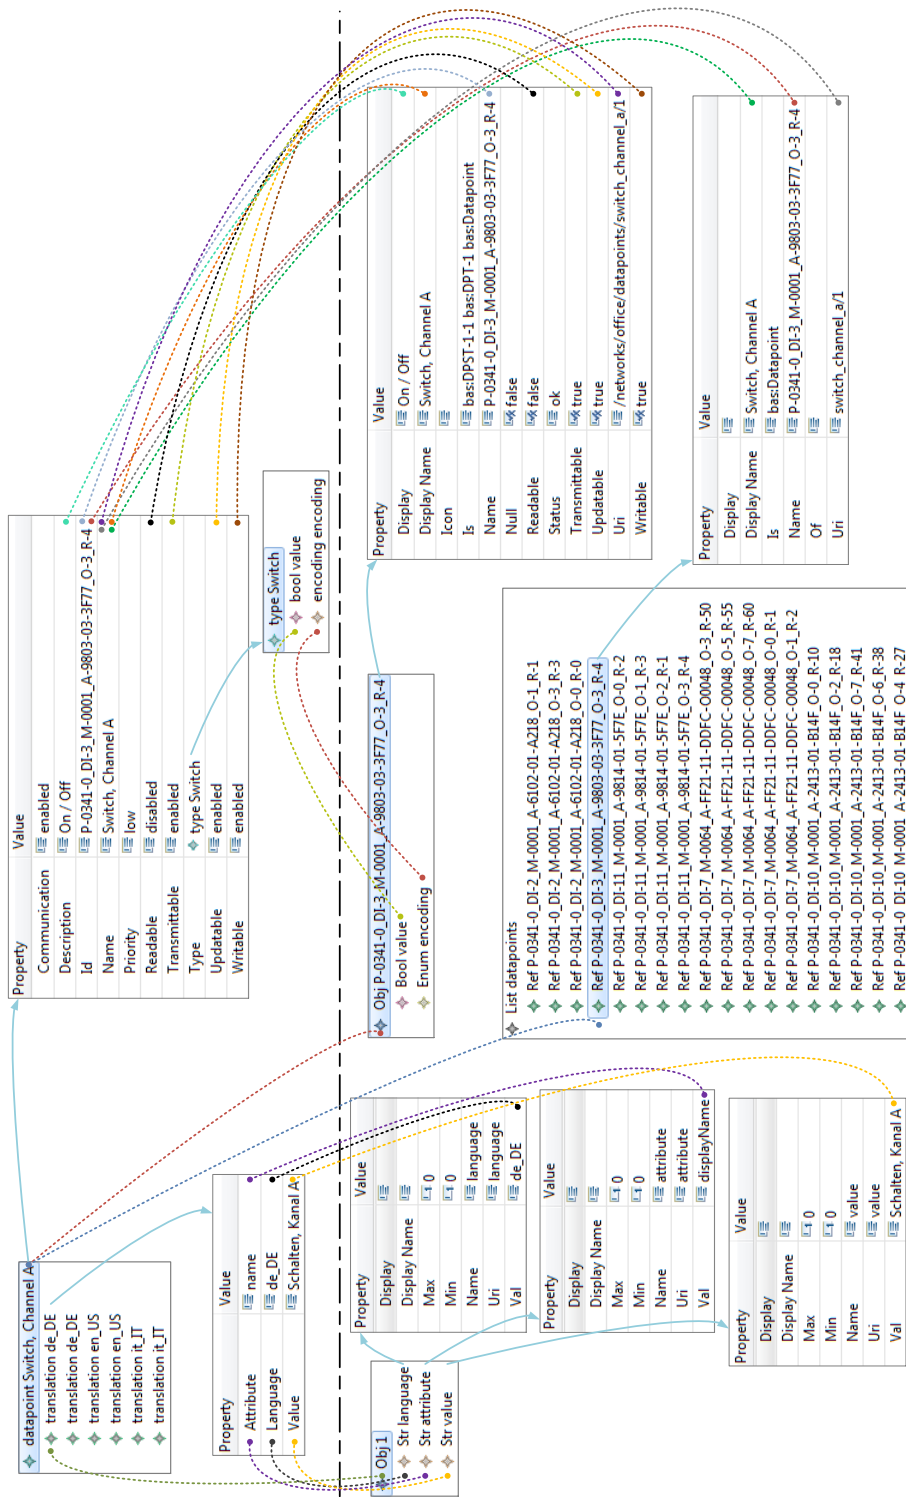 datapoint Switch, Channel A
translation de_DE
translation de_DE
translation en_US
translation en_US
translation it_IT
translation it_IT
Property Value
Attribute name
Language de_DE
Value Schalten, Kanal A
Property Value
Communication enabled
Description On / Off
Id P-0341-0_DI-3_M-0001_A-9803-03-3F77_O-3_R-4
Name Switch, Channel A
Priority low
Readable disabled
Transmittable enabled
Type type Switch
Updatable enabled
Writable enabled
type Switch
bool value
encoding encoding
Obj 1
Str language
Str attribute
Str value
Property Value
Display
Display Name
Max 0
Min 0
Name language
Uri language
Val de_DE
Property Value
Display
Display Name
Max 0
Min 0
Name attribute
Uri attribute
Val displayName
Property Value
Display
Display Name
Max 0
Min 0
Name value
Uri value
Val Schalten, Kanal A
Obj P-0341-0_DI-3_M-0001_A-9803-03-3F77_O-3_R-4
Bool value
Enum encoding
List datapoints
Ref P-0341-0_DI-2_M-0001_A-6102-01-A218_O-1_R-1
Ref P-0341-0_DI-2_M-0001_A-6102-01-A218_O-3_R-3
Ref P-0341-0_DI-2_M-0001_A-6102-01-A218_O-0_R-0
Ref P-0341-0_DI-3_M-0001_A-9803-03-3F77_O-3_R-4
Ref P-0341-0_DI-11_M-0001_A-9814-01-5F7E_O-0_R-2
Ref P-0341-0_DI-11_M-0001_A-9814-01-5F7E_O-1_R-3
Ref P-0341-0_DI-11_M-0001_A-9814-01-5F7E_O-2_R-1
Ref P-0341-0_DI-11_M-0001_A-9814-01-5F7E_O-3_R-4
Ref P-0341-0_DI-7_M-0064_A-FF21-11-DDFC-O0048_O-3_R-50
Ref P-0341-0_DI-7_M-0064_A-FF21-11-DDFC-O0048_O-5_R-55
Ref P-0341-0_DI-7_M-0064_A-FF21-11-DDFC-O0048_O-7_R-60
Ref P-0341-0_DI-7_M-0064_A-FF21-11-DDFC-O0048_O-0_R-1
Ref P-0341-0_DI-7_M-0064_A-FF21-11-DDFC-O0048_O-1_R-2
Ref P-0341-0_DI-10_M-0001_A-2413-01-B14F_O-0_R-10
Ref P-0341-0_DI-10_M-0001_A-2413-01-B14F_O-2_R-18
Ref P-0341-0_DI-10_M-0001_A-2413-01-B14F_O-7_R-41
Ref P-0341-0_DI-10_M-0001_A-2413-01-B14F_O-6_R-38
Ref P-0341-0_DI-10_M-0001_A-2413-01-B14F_O-4_R-27
Property Value
Display On / Off
Display Name Switch, Channel A
Icon
Is bas:DPST-1-1 bas:DPT-1 bas:Datapoint
Name P-0341-0_DI-3_M-0001_A-9803-03-3F77_O-3_R-4
Null false
Readable false
Status ok
Transmittable true
Updatable true
Uri /networks/office/datapoints/switch_channel_a/1
Writable true
Property Value
Display
Display Name Switch, Channel A
Is bas:Datapoint
Name P-0341-0_DI-3_M-0001_A-9803-03-3F77_O-3_R-4
Of
Uri switch_channel_a/1